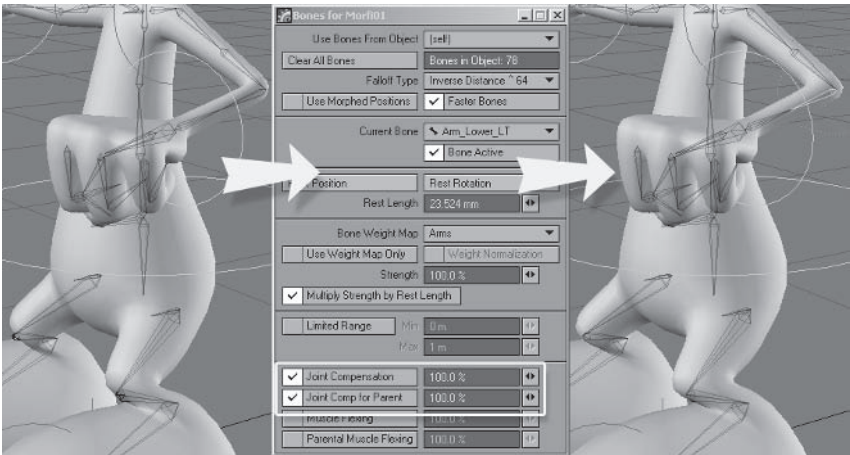 Bones for Morfi01
Use Bones From Object (self)
Clear All Bones Bones in Object: 78
Falloff Type Inverse Distance ^ 64
Use Morphed Positions Faster Bones
Current Bone Arm_Lower_LT
Bone Active
Position Rest Rotation
Rest Length 23.524 mm
Bone Weight Map Arms
Use Weight Map Only Weight Normalization
Strength 100.0 %
Multiply Strength by Rest Length
Limited Range Min 0 m
Max 1 m
Joint Compensation 100.0 %
Joint Comp for Parent 100.0 %
Muscle Flexing 100.0 %
Parental Muscle Flexing 100.0 %